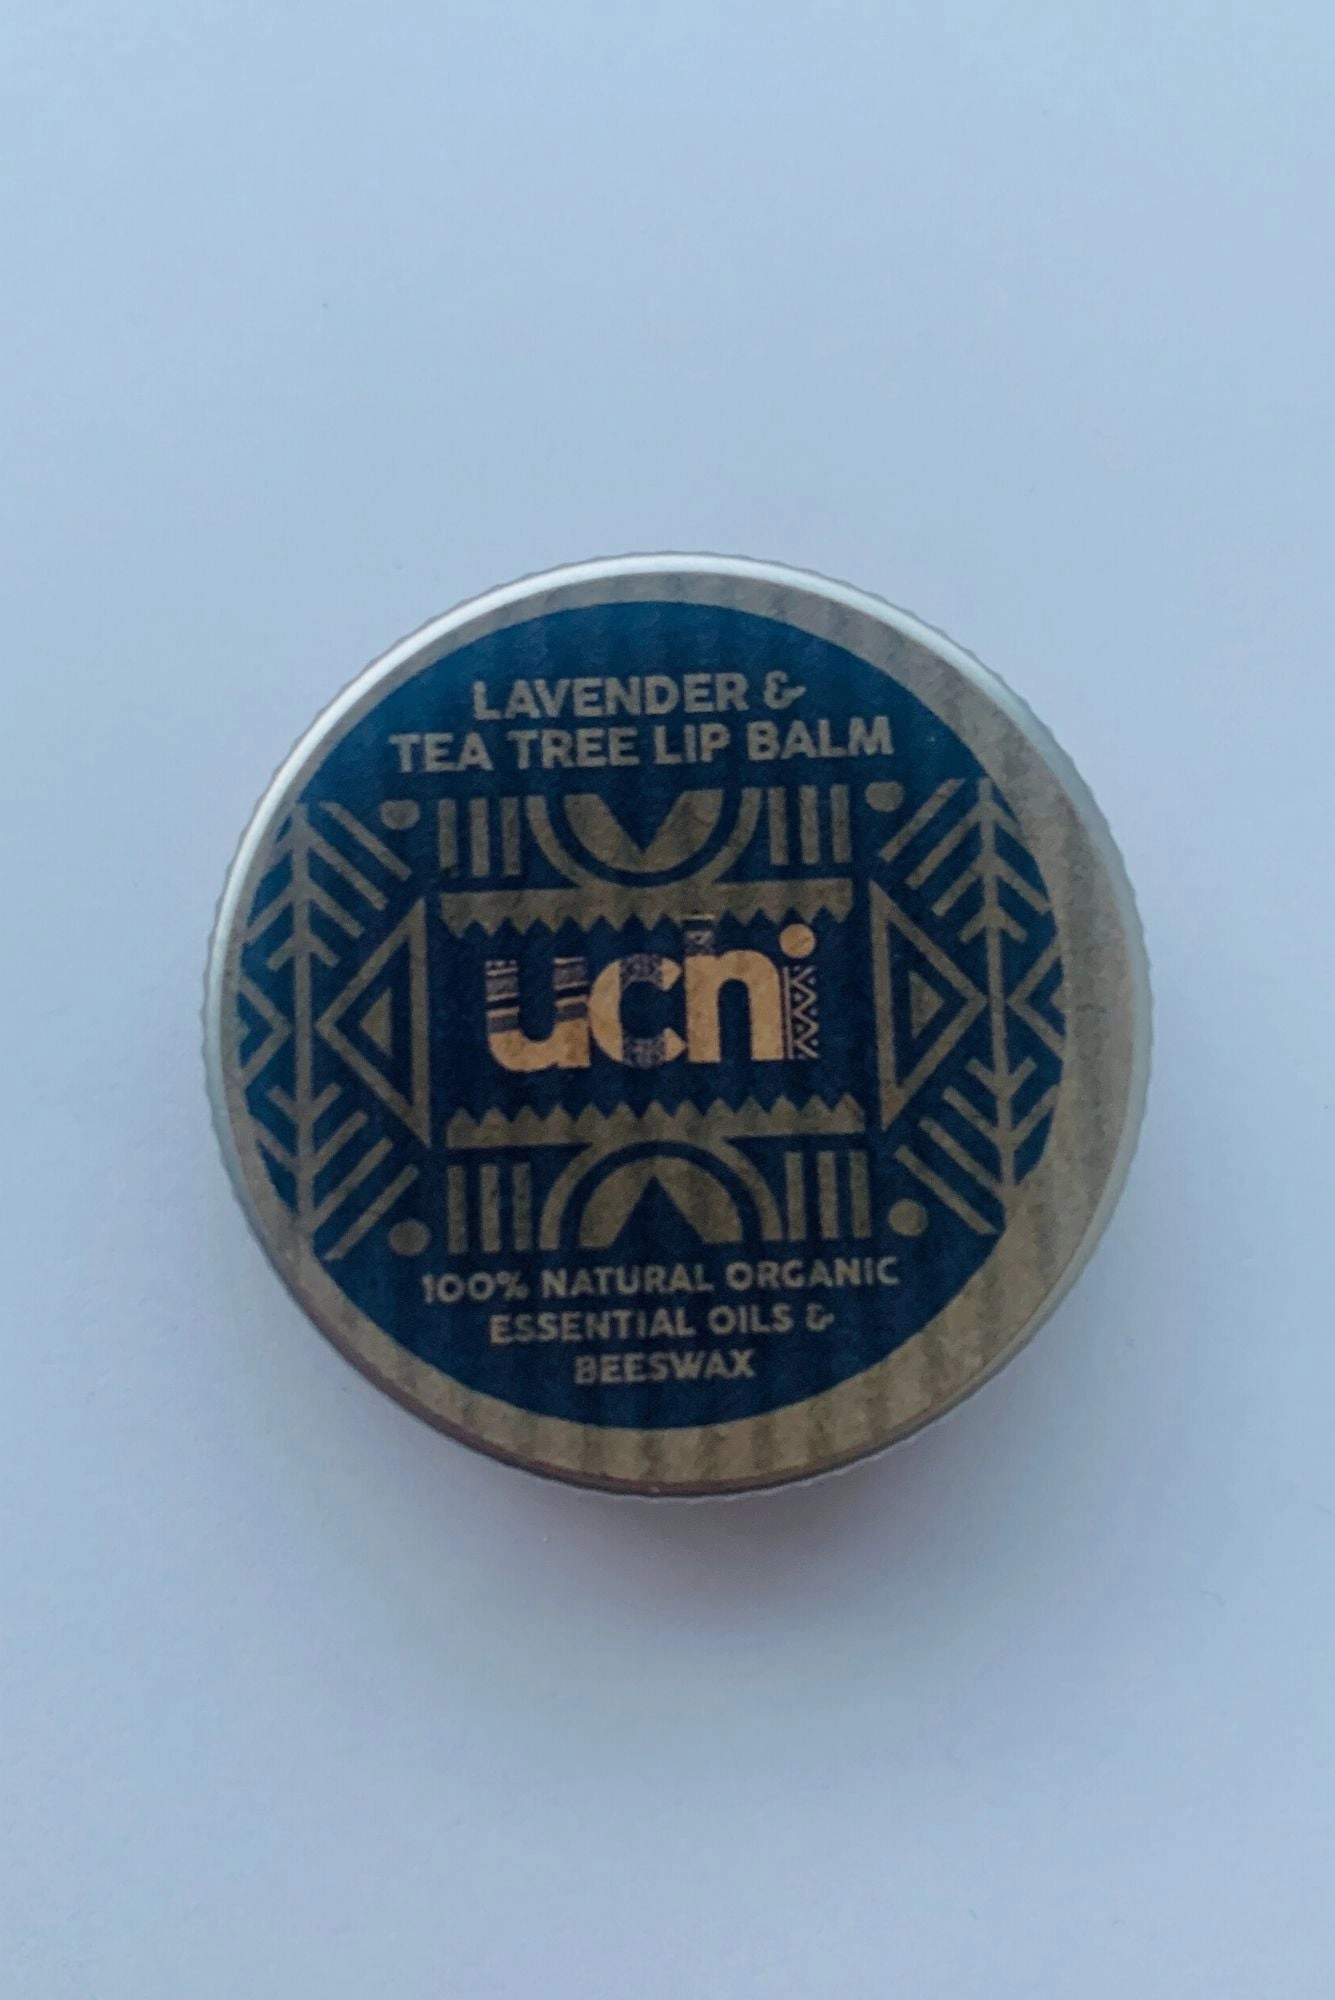 LAVENDER &
TEA TREE LIP BALM
ucni
100% NATURAL ORGANIC
ESSENTIAL OILS &
BEESWAX